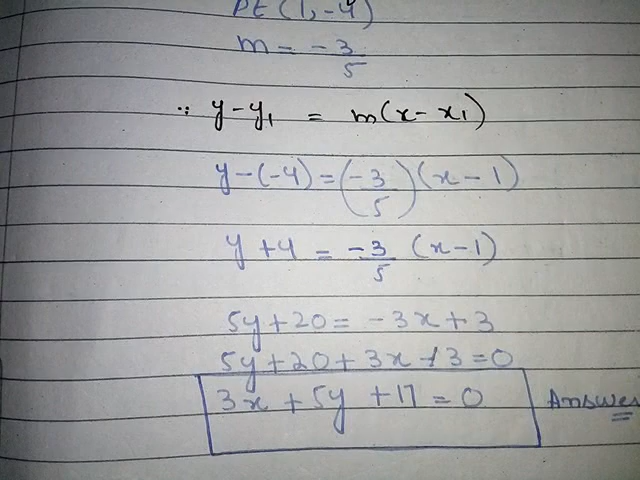 Pt (1, -4)
m = -3/5
∵ y-y₁ = m(x-x₁)
y-(-4) = (-3/5)(x-1)
y+4 = -3/5 (x-1)
5y+20 = -3x+3
5y+20+3x-3=0
3x+5y+17=0 Answer